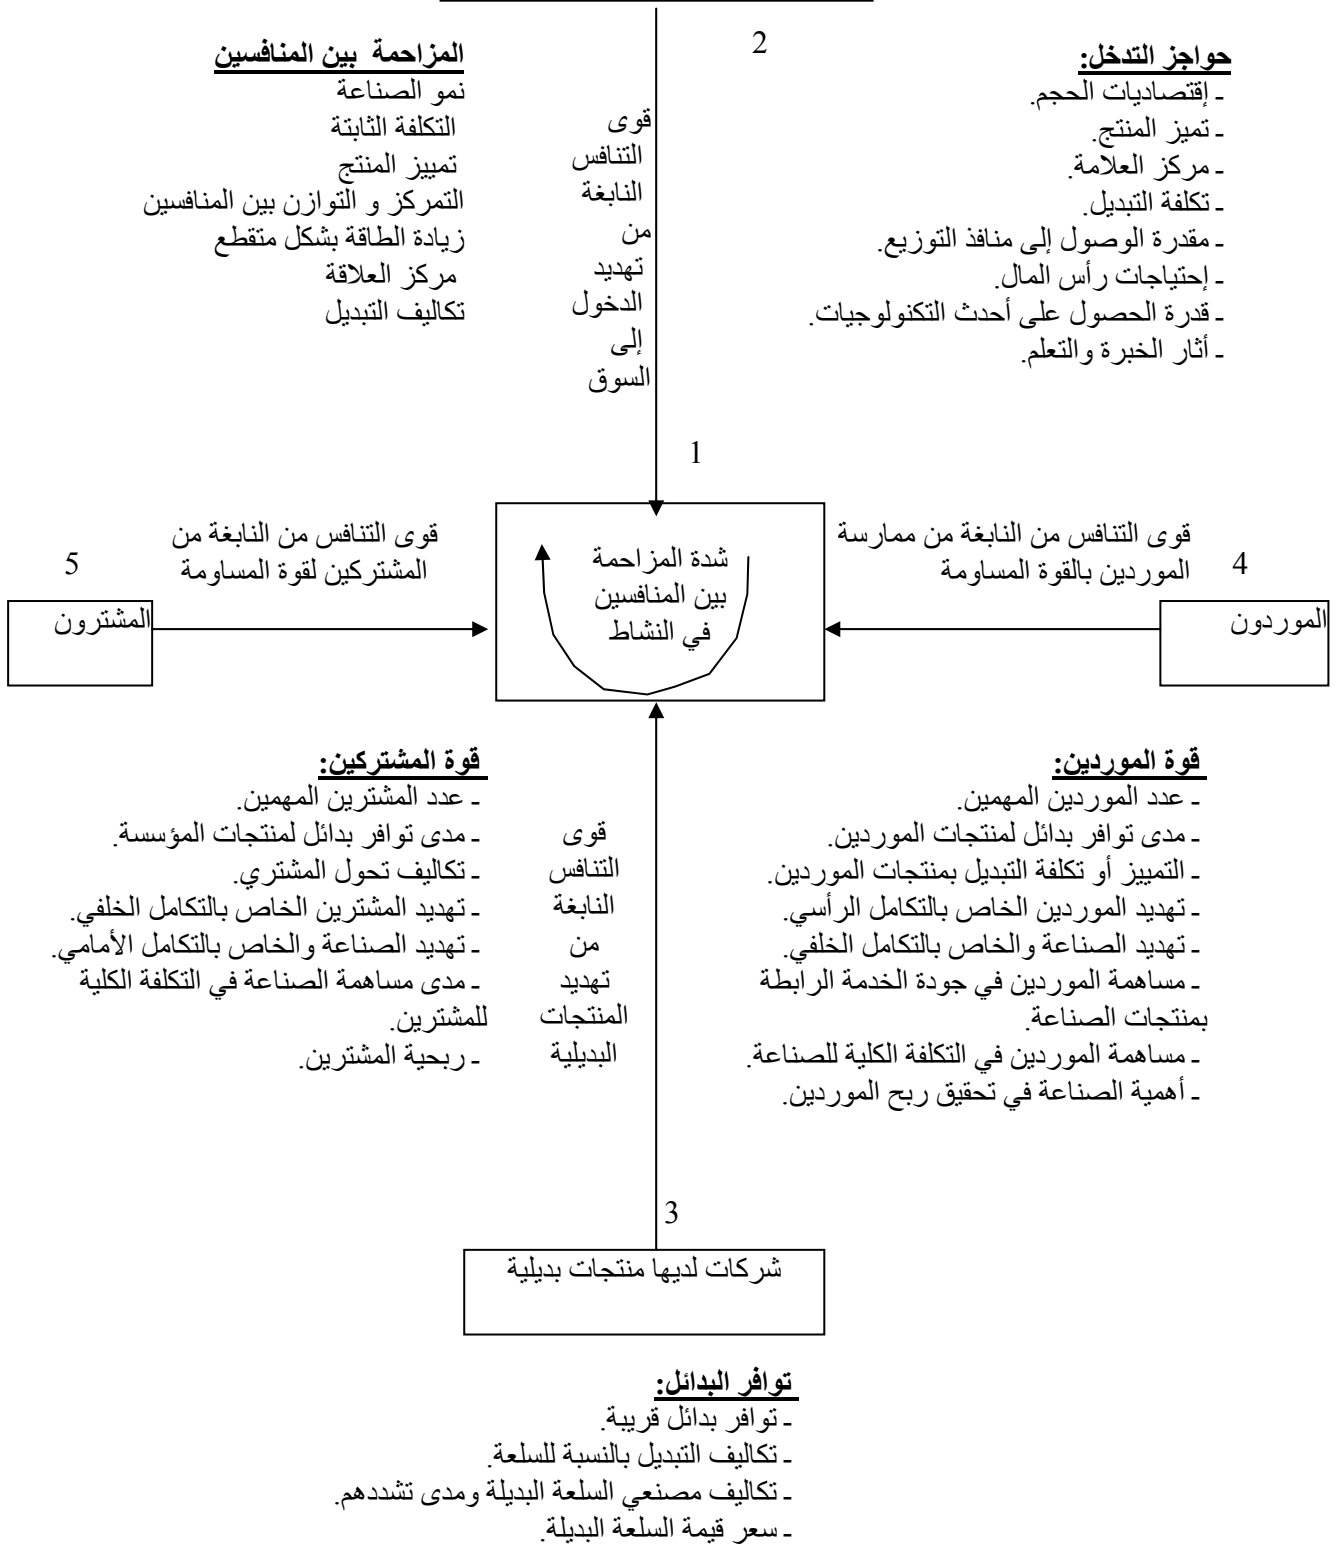 2
حواجز التدخل:
ـ إقتصاديات الحجم.
ـ تميز المنتج.
ـ مركز العلامة.
ـ تكلفة التبديل.
ـ مقدرة الوصول إلى منافذ التوزيع.
ـ إحتياجات رأس المال.
ـ قدرة الحصول على أحدث التكنولوجيات.
ـ أثار الخبرة والتعلم.
قوى
التنافس
النابغة
من
تهديد
الدخول
إلى
السوق
المزاحمة بين المنافسين
نمو الصناعة
التكلفة الثابتة
تمييز المنتج
التمركز و التوازن بين المنافسين
زيادة الطاقة بشكل متقطع
مركز العلاقة
تكاليف التبديل
1
قوى التنافس من النابغة من ممارسة
الموردين بالقوة المساومة
4
الموردون
شدة المزاحمة
بين المنافسين
في النشاط
قوى التنافس من النابغة من
المشتركين لقوة المساومة
5
المشترون
قوة الموردين:
ـ عدد الموردين المهمين.
ـ مدى توافر بدائل لمنتجات الموردين.
ـ التمييز أو تكلفة التبديل بمنتجات الموردين.
ـ تهديد الموردين الخاص بالتكامل الرأسي.
ـ تهديد الصناعة والخاص بالتكامل الخلفي.
ـ مساهمة الموردين في جودة الخدمة الرابطة
بمنتجات الصناعة.
ـ مساهمة الموردين في التكلفة الكلية للصناعة.
ـ أهمية الصناعة في تحقيق ربح الموردين.
قوى
التنافس
النابغة
من
تهديد
المنتجات
البديلية
قوة المشتركين:
ـ عدد المشترين المهمين.
ـ مدى توافر بدائل لمنتجات المؤسسة.
ـ تكاليف تحول المشتري.
ـ تهديد المشترين الخاص بالتكامل الخلفي.
ـ تهديد الصناعة والخاص بالتكامل الأمامي.
ـ مدى مساهمة الصناعة في التكلفة الكلية
للمشترين.
ـ ربحية المشترين.
3
شركات لديها منتجات بديلية
توافر البدائل:
ـ توافر بدائل قريبة.
ـ تكاليف التبديل بالنسبة للسلعة.
ـ تكاليف مصنعي السلعة البديلة ومدى تشددهم.
ـ سعر قيمة السلعة البديلة.